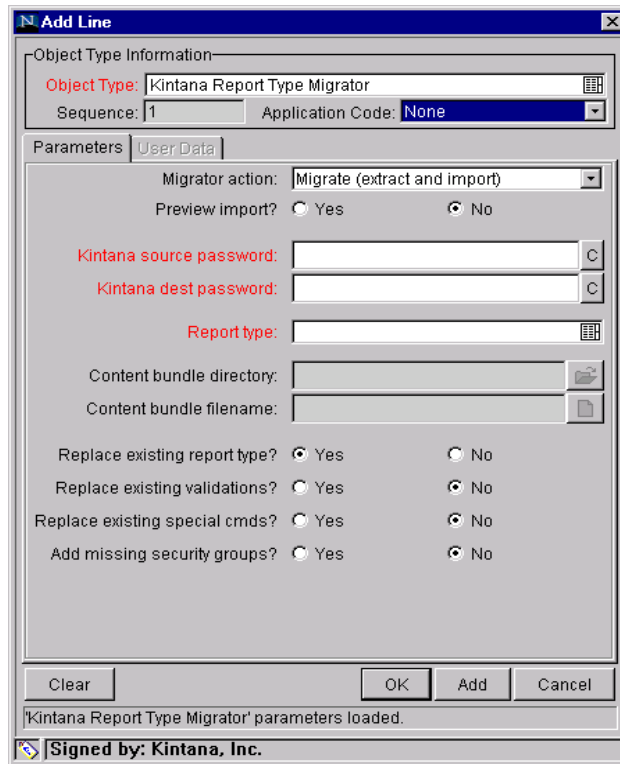 N Add Line
Object Type Information
Object Type: Kintana Report Type Migrator
Sequence: 1 Application Code: None
Parameters User Data
Migrator action: Migrate (extract and import)
Preview import? Yes No
Kintana source password: C
Kintana dest password: C
Report type:
Content bundle directory:
Content bundle filename:
Replace existing report type? Yes No
Replace existing validations? Yes No
Replace existing special cmds? Yes No
Add missing security groups? Yes No
Clear OK Add Cancel
'Kintana Report Type Migrator' parameters loaded.
Signed by: Kintana, Inc.